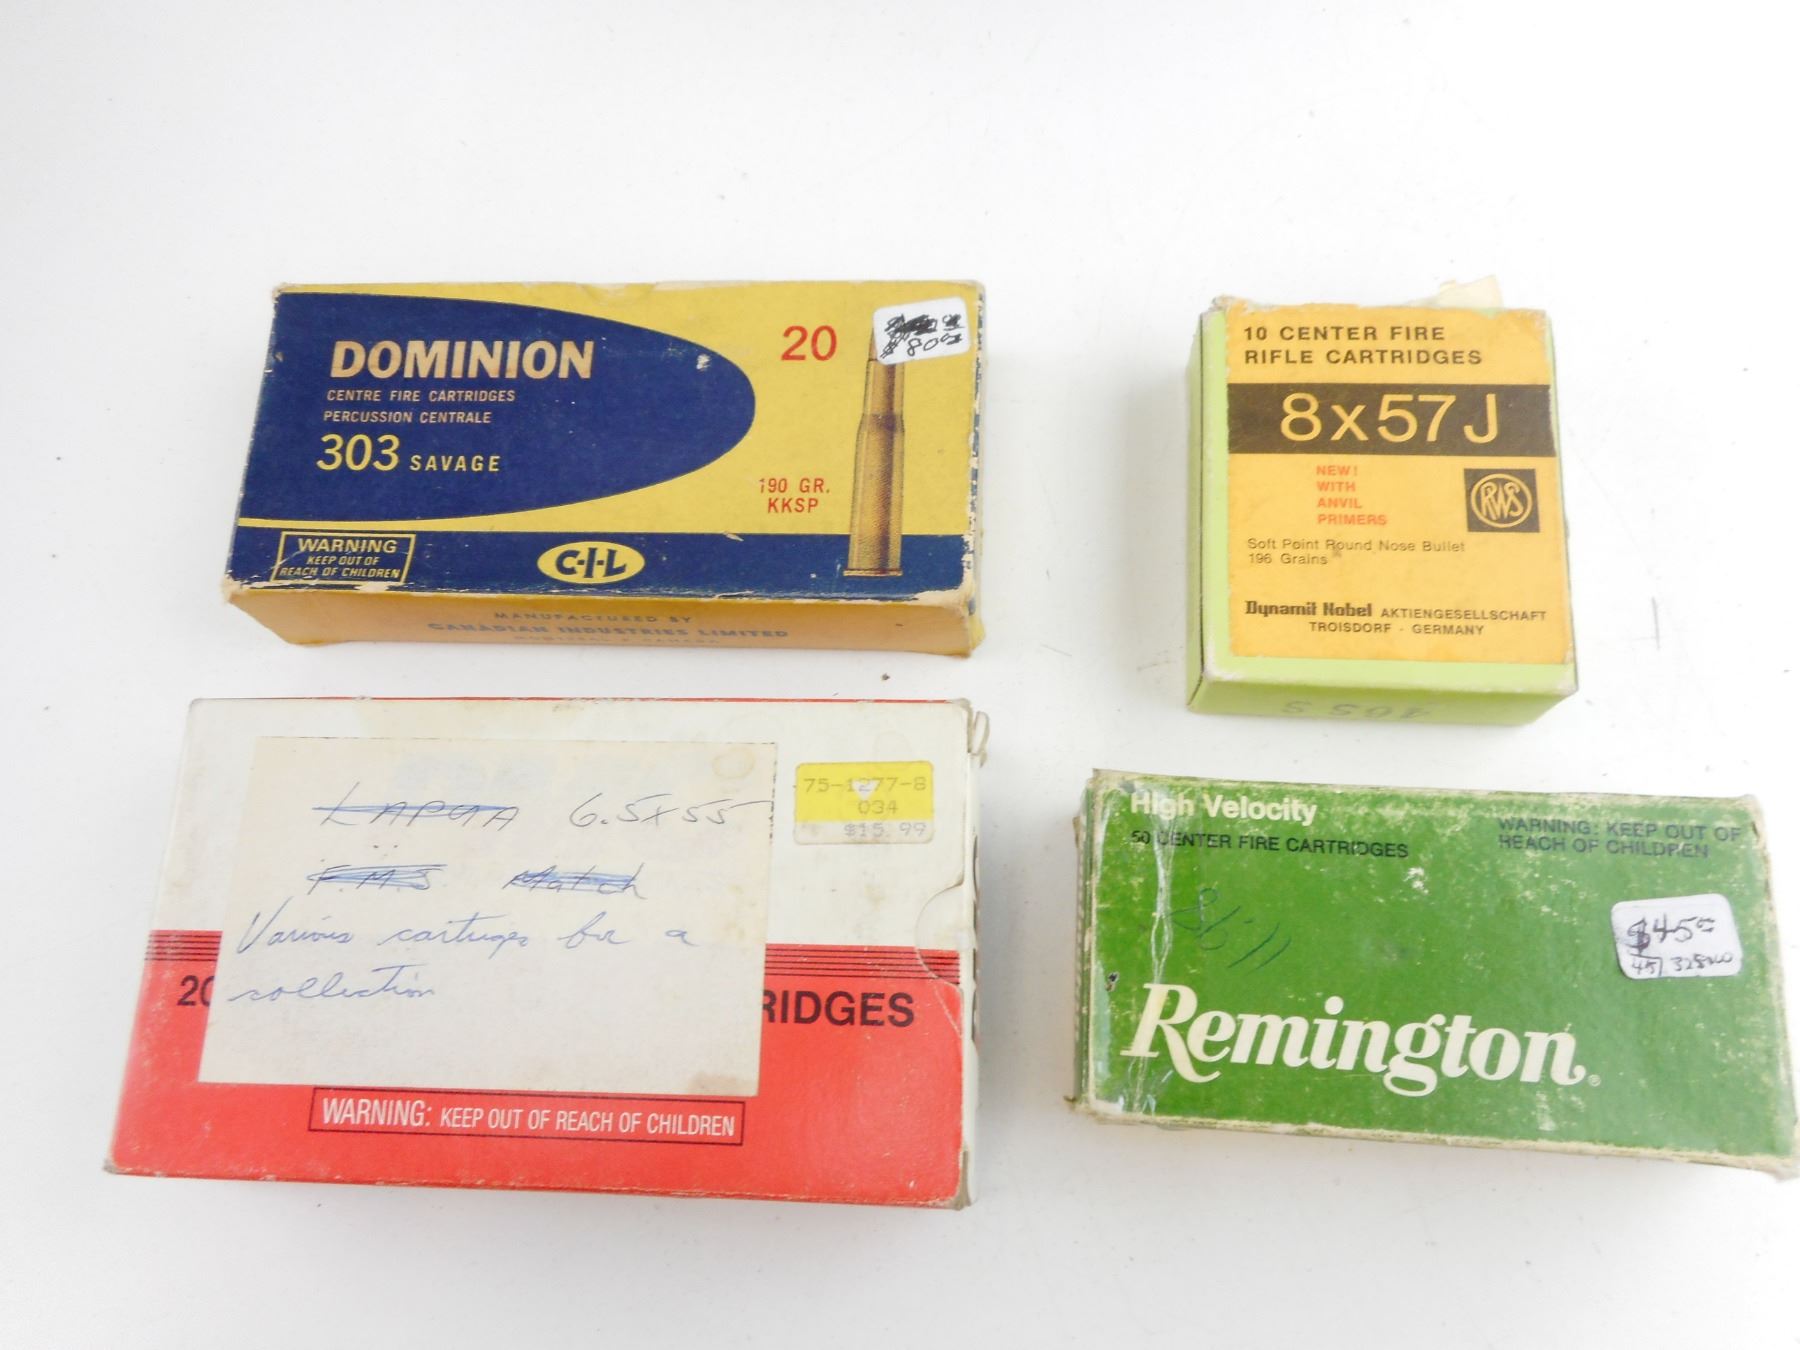 DOMINION
CENTRE FIRE CARTRIDGES
PERCUSSION CENTRALE
303 SAVAGE
20
80
190 GR.
KKSP
WARNING
KEEP OUT OF
REACH OF CHILDREN
C-I-L
MANUFACTURED BY
CANADIAN INDUSTRIES LIMITED
10 CENTER FIRE
RIFLE CARTRIDGES
8x57J
NEW!
WITH
ANVIL
PRIMERS
RWS
Soft Point Round Nose Bullet
196 Grains
Dynamit Nobel AKTIENGESELLSCHAFT
TROISDORF - GERMANY
LAPUA 6.5x55
F.M.S. Match
Various cartriges for a
collection
75-1277-8
034
$15.99
20
RIDGES
WARNING: KEEP OUT OF REACH OF CHILDREN
High Velocity
50 CENTER FIRE CARTRIDGES
WARNING: KEEP OUT OF
REACH OF CHILDREN
$45
Remington®